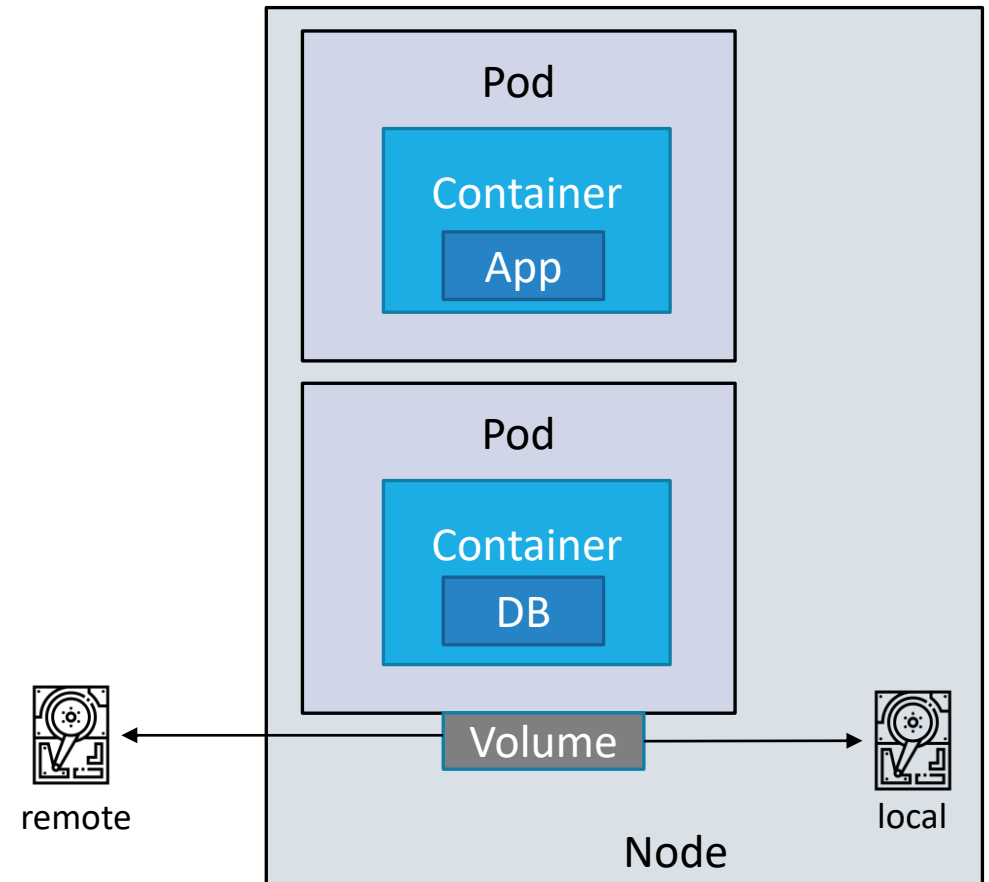 Pod
Container
App
Pod
Container
DB
Volume
remote
local
Node